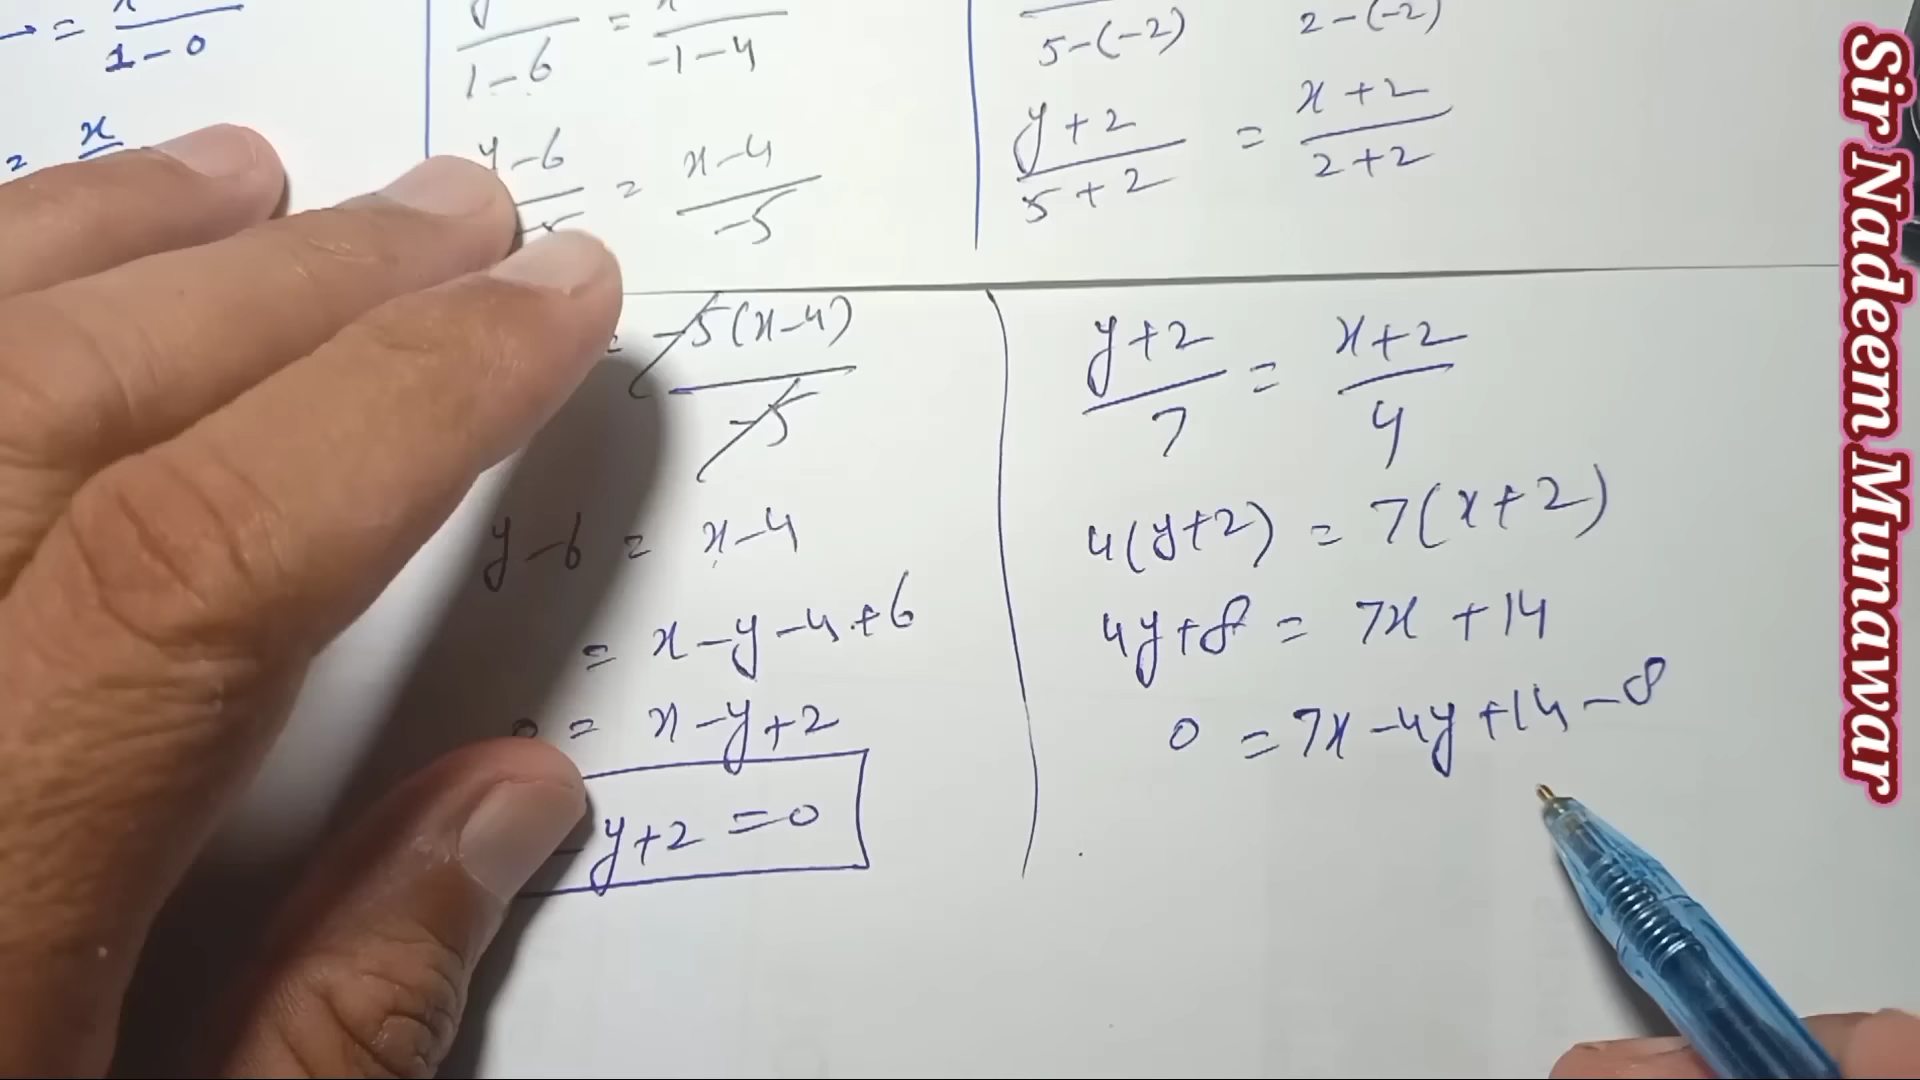 = x / 1-0
= x
y / 1-6 = x / -1-4
y-6 / -5 = x-4 / -5
= -5(x-4) / -5
y-6 = x-4
= x-y-4+6
0 = x-y+2
-y+2 =0
5-(-2) 2-(-2)
y+2 / 5+2 = x+2 / 2+2
y+2 / 7 = x+2 / 4
4(y+2) = 7(x+2)
4y+8 = 7x +14
0 = 7x-4y+14-8
Sir Nadeem Munawar